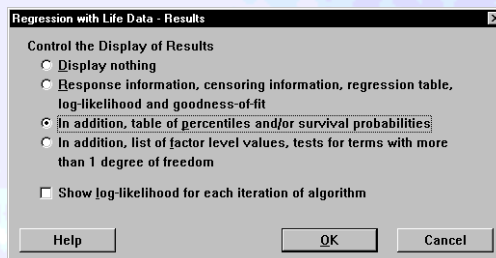 Regression with Life Data - Results
Control the Display of Results
Display nothing
Response information, censoring information, regression table,
log-likelihood and goodness-of-fit
In addition, table of percentiles and/or survival probabilities
In addition, list of factor level values, tests for terms with more
than 1 degree of freedom
Show log-likelihood for each iteration of algorithm
Help
OK
Cancel